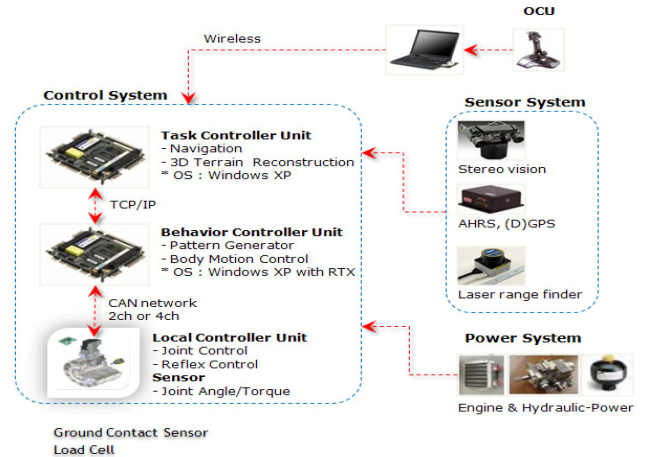 OCU
Wireless
Control System
Task Controller Unit
- Navigation
- 3D Terrain Reconstruction
* OS : Windows XP
TCP/IP
Behavior Controller Unit
- Pattern Generator
- Body Motion Control
* OS : Windows XP with RTX
CAN network
2ch or 4ch
Local Controller Unit
- Joint Control
- Reflex Control
Sensor
- Joint Angle/Torque
Ground Contact Sensor
Load Cell
Sensor System
Stereo vision
AHRS, (D)GPS
Laser range finder
Power System
Engine & Hydraulic-Power